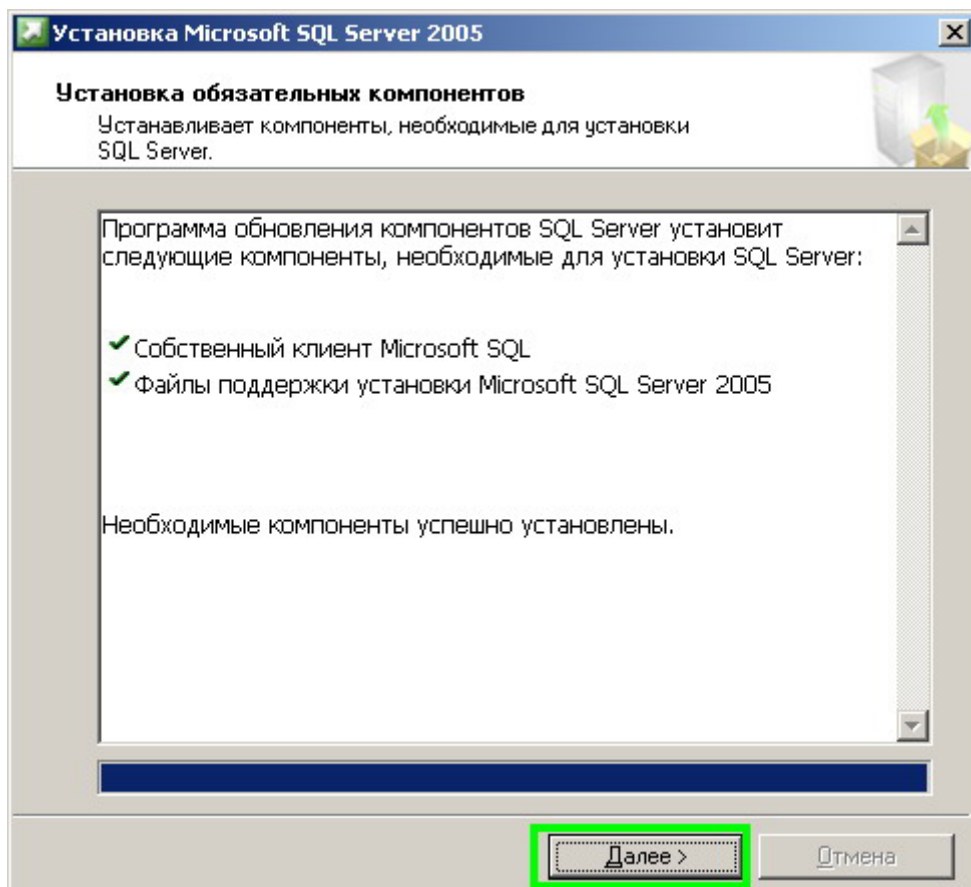 Установка Microsoft SQL Server 2005
Установка обязательных компонентов
Устанавливает компоненты, необходимые для установки
SQL Server.
Программа обновления компонентов SQL Server установит
следующие компоненты, необходимые для установки SQL Server:
Собственный клиент Microsoft SQL
Файлы поддержки установки Microsoft SQL Server 2005
Необходимые компоненты успешно установлены.
Далее >
Отмена